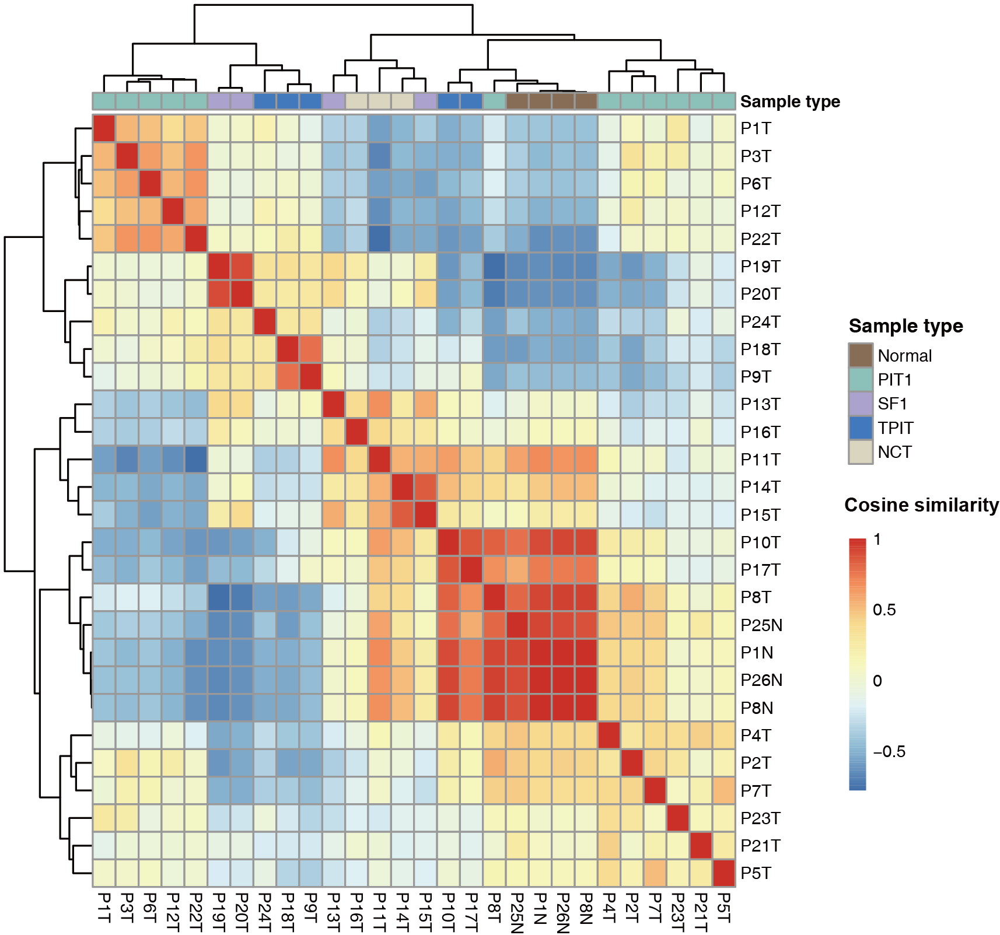 Sample type
P1T
P3T
P6T
P12T
P22T
P19T
P20T
P24T
P18T
P9T
P13T
P16T
P11T
P14T
P15T
P10T
P17T
P8T
P25N
P1N
P26N
P8N
P4T
P2T
P7T
P23T
P21T
P5T
P1T P3T P6T P12T P22T P19T P20T P24T P18T P9T P13T P16T P11T P14T P15T P10T P17T P8T P25N P1N P26N P8N P4T P2T P7T P23T P21T P5T
Sample type
Normal
PIT1
SF1
TPIT
NCT
Cosine similarity
1
0.5
0
−0.5